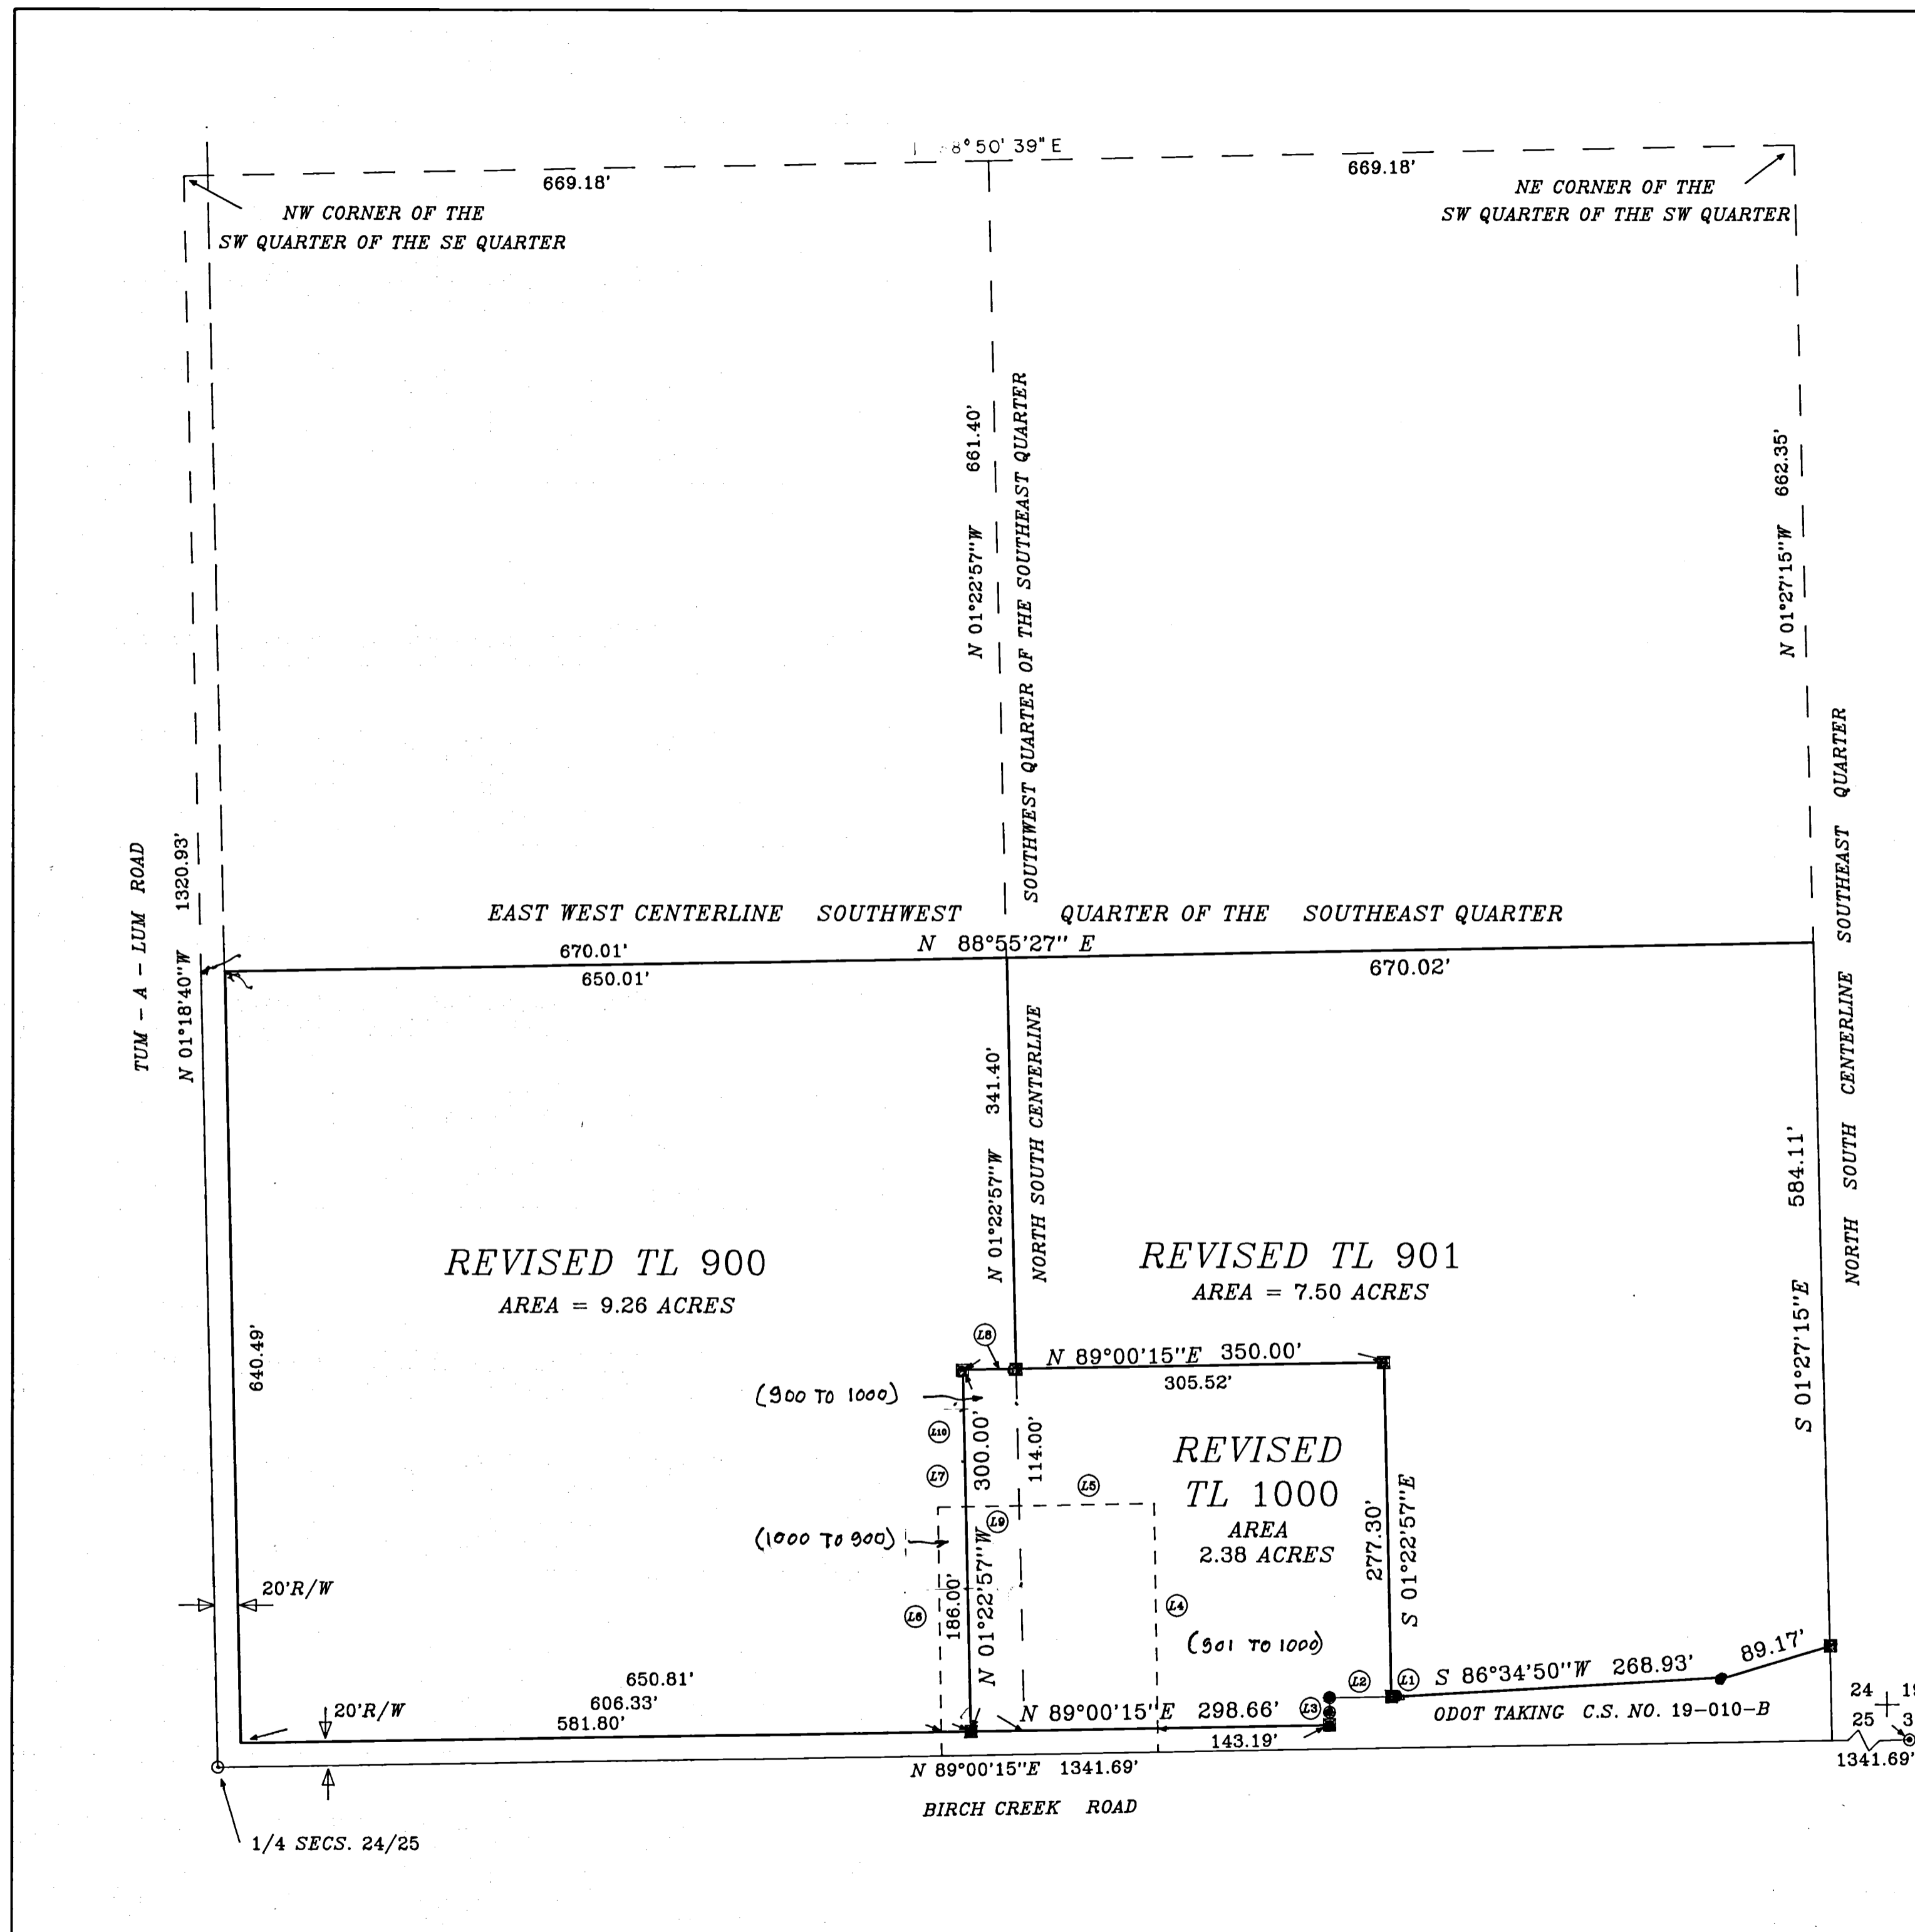 8° 50' 39" E
669.18'
669.18'
NW CORNER OF THE
SW QUARTER OF THE SE QUARTER
NE CORNER OF THE
SW QUARTER OF THE SW QUARTER
N 01°22'57"W 661.40'
SOUTHWEST QUARTER OF THE SOUTHEAST QUARTER
N 01°27'15"W 662.35'
TUM - A - LUM ROAD
N 01°18'40"W 1320.93'
EAST WEST CENTERLINE SOUTHWEST QUARTER OF THE SOUTHEAST QUARTER
N 88°55'27" E
670.01'
650.01'
670.02'
N 01°22'57"W 341.40'
NORTH SOUTH CENTERLINE
NORTH SOUTH CENTERLINE SOUTHEAST QUARTER
S 01°27'15"E 584.11'
REVISED TL 900
AREA = 9.26 ACRES
REVISED TL 901
AREA = 7.50 ACRES
640.49'
L8
N 89°00'15"E 350.00'
305.52'
(900 TO 1000)
L10
L7
300.00'
114.00'
REVISED
TL 1000
AREA
2.38 ACRES
L5
L9
(1000 TO 900)
L6
186.00'
N 01°22'57"W
L4
(901 TO 1000)
277.30'
S 01°22'57"E
20'R/W
20'R/W
650.81'
606.33'
581.80'
N 89°00'15"E 298.66'
143.19'
L2
L3
L1
S 86°34'50"W 268.93'
89.17'
ODOT TAKING C.S. NO. 19-010-B
24 19
25 3
1341.69'
N 89°00'15"E 1341.69'
BIRCH CREEK ROAD
1/4 SECS. 24/25